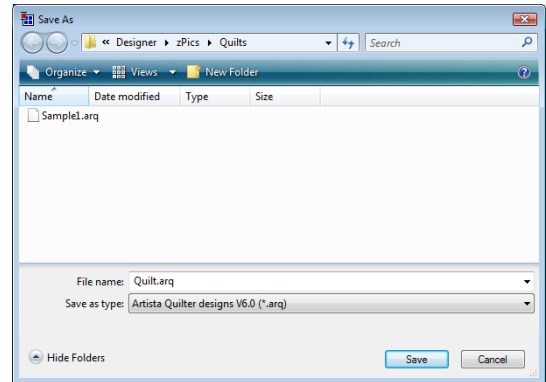 Save As
« Designer zPics Quilts Search
Organize Views New Folder
Name Date modified Type Size
Sample1.arq
File name: Quilt.arq
Save as type: Artista Quilter designs V6.0 (*.arq)
Hide Folders Save Cancel